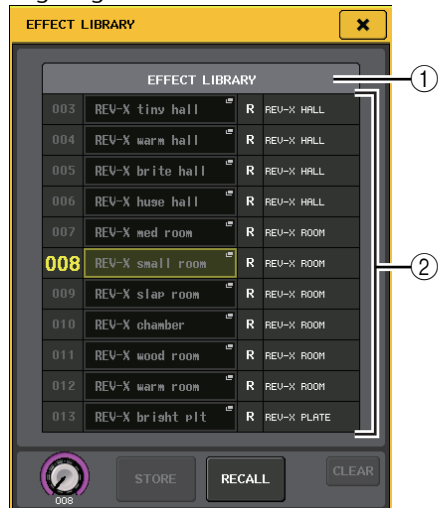 EFFECT LIBRARY
EFFECT LIBRARY
003 REV-X tiny hall R REV-X HALL
004 REV-X warm hall R REV-X HALL
005 REV-X brite hall R REV-X HALL
006 REV-X huge hall R REV-X HALL
007 REV-X med room R REV-X ROOM
008 REV-X small room R REV-X ROOM
009 REV-X slap room R REV-X ROOM
010 REV-X chamber R REV-X ROOM
011 REV-X wood room R REV-X ROOM
012 REV-X warm room R REV-X ROOM
013 REV-X bright plt R REV-X PLATE
STORE RECALL CLEAR
008
①
②